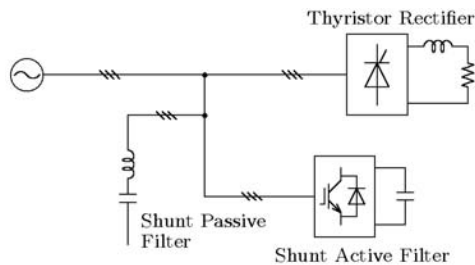 Thyristor Rectifier
Shunt Passive
Filter
Shunt Active Filter